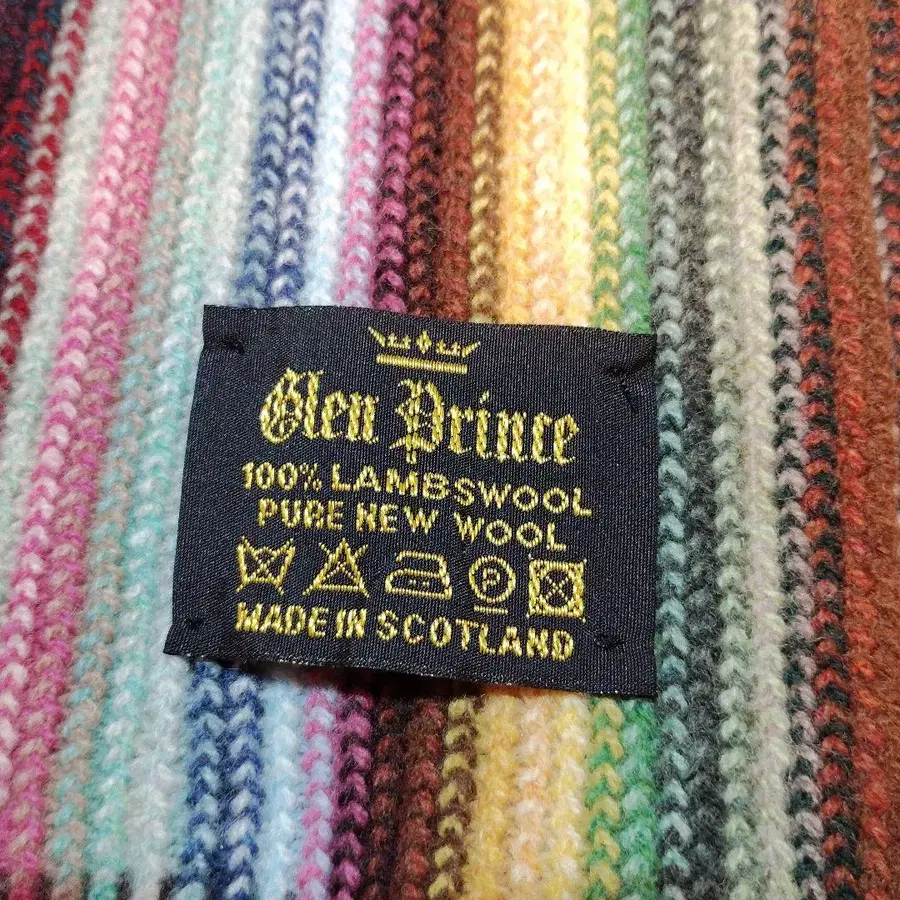 Glen Prince
100% LAMBSWOOL
PURE NEW WOOL
P
MADE IN SCOTLAND